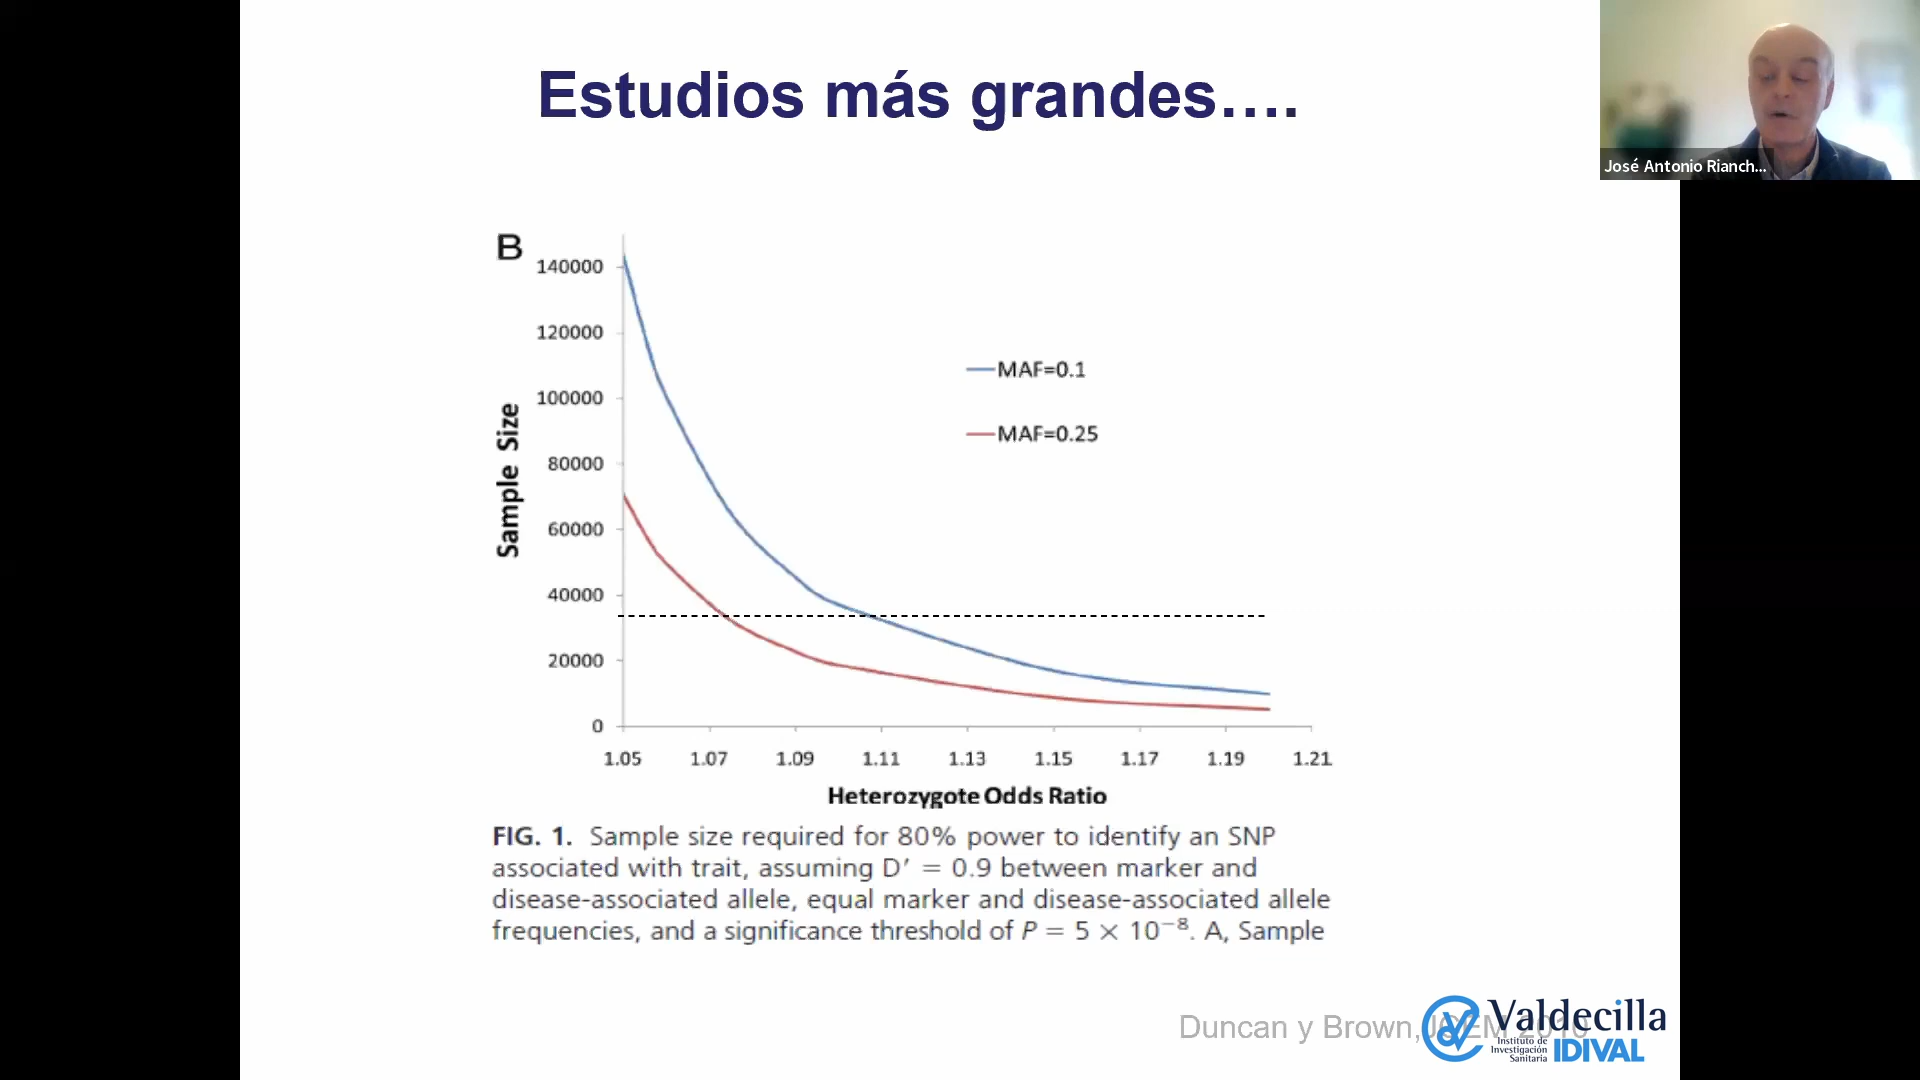 Estudios más grandes….
José Antonio Rianch...
B
140000
120000
100000
80000
60000
40000
20000
0
Sample Size
MAF=0.1
MAF=0.25
1.05 1.07 1.09 1.11 1.13 1.15 1.17 1.19 1.21
Heterozygote Odds Ratio
FIG. 1. Sample size required for 80% power to identify an SNP
associated with trait, assuming D′ = 0.9 between marker and
disease-associated allele, equal marker and disease-associated allele
frequencies, and a significance threshold of P = 5 × 10⁻⁸. A, Sample
Duncan y Brown, JCEM 2010
Valdecilla
Instituto de
Investigación
Sanitaria
IDIVAL